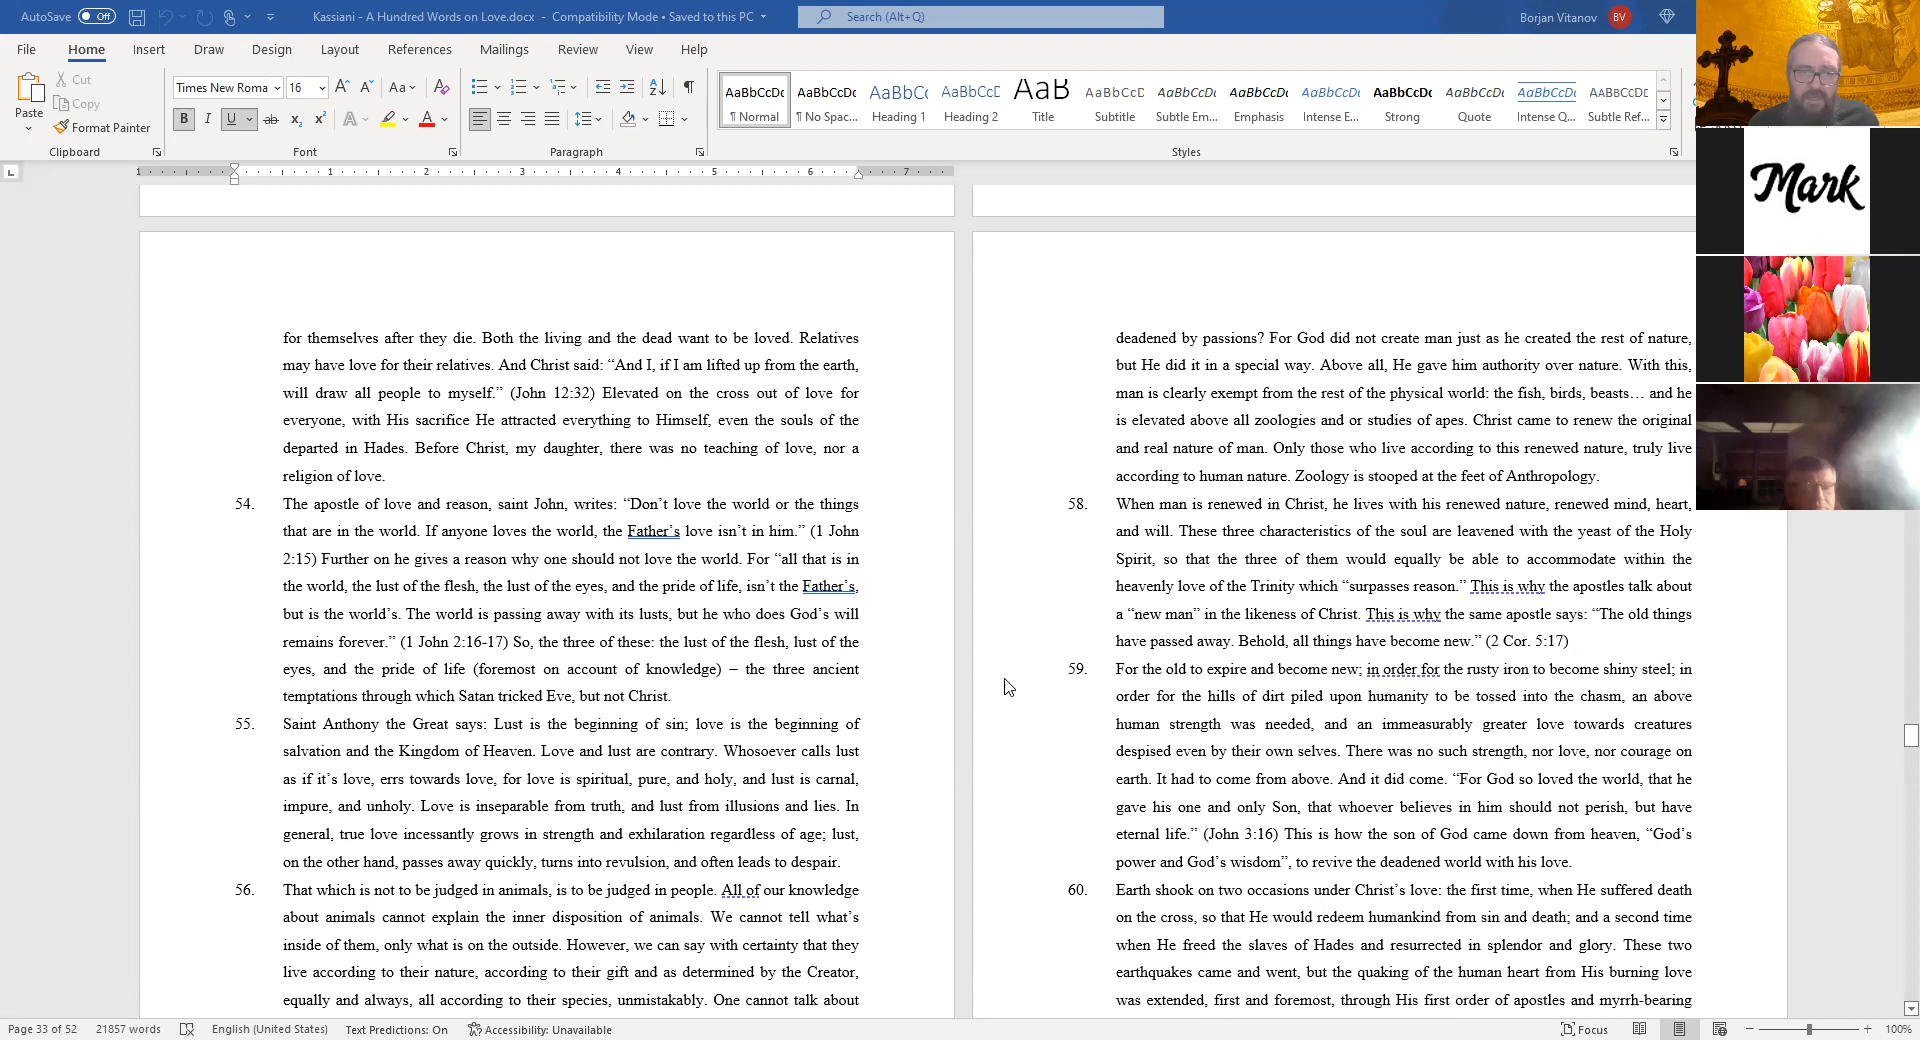 AutoSave Off Kassiani - A Hundred Words on Love.docx - Compatibility Mode • Saved to this PC Search (Alt+Q) Borjan Vitanov BV
File Home Insert Draw Design Layout References Mailings Review View Help
Paste Cut Copy Format Painter
Times New Roma 16 Aa
B I U ab x₂ x² A A
AaBbCcDc AaBbCcDc AaBbC AaBbCcD AaB AaBbCcD AaBbCcDc AaBbCcDc AaBbCcDc AaBbCcDc AaBbCcDc AaBbCcDc AABBCCDE
¶ Normal ¶ No Spac... Heading 1 Heading 2 Title Subtitle Subtle Em... Emphasis Intense E... Strong Quote Intense Q... Subtle Ref...
Clipboard Font Paragraph Styles
1 1 2 3 4 5 6 7
Mark
for themselves after they die. Both the living and the dead want to be loved. Relatives
may have love for their relatives. And Christ said: “And I, if I am lifted up from the earth,
will draw all people to myself.” (John 12:32) Elevated on the cross out of love for
everyone, with His sacrifice He attracted everything to Himself, even the souls of the
departed in Hades. Before Christ, my daughter, there was no teaching of love, nor a
religion of love.
54. The apostle of love and reason, saint John, writes: “Don’t love the world or the things
that are in the world. If anyone loves the world, the Father’s love isn’t in him.” (1 John
2:15) Further on he gives a reason why one should not love the world. For “all that is in
the world, the lust of the flesh, the lust of the eyes, and the pride of life, isn’t the Father’s,
but is the world’s. The world is passing away with its lusts, but he who does God’s will
remains forever.” (1 John 2:16-17) So, the three of these: the lust of the flesh, lust of the
eyes, and the pride of life (foremost on account of knowledge) – the three ancient
temptations through which Satan tricked Eve, but not Christ.
55. Saint Anthony the Great says: Lust is the beginning of sin; love is the beginning of
salvation and the Kingdom of Heaven. Love and lust are contrary. Whosoever calls lust
as if it’s love, errs towards love, for love is spiritual, pure, and holy, and lust is carnal,
impure, and unholy. Love is inseparable from truth, and lust from illusions and lies. In
general, true love incessantly grows in strength and exhilaration regardless of age; lust,
on the other hand, passes away quickly, turns into revulsion, and often leads to despair.
56. That which is not to be judged in animals, is to be judged in people. All of our knowledge
about animals cannot explain the inner disposition of animals. We cannot tell what’s
inside of them, only what is on the outside. However, we can say with certainty that they
live according to their nature, according to their gift and as determined by the Creator,
equally and always, all according to their species, unmistakably. One cannot talk about
deadened by passions? For God did not create man just as he created the rest of nature,
but He did it in a special way. Above all, He gave him authority over nature. With this,
man is clearly exempt from the rest of the physical world: the fish, birds, beasts… and he
is elevated above all zoologies and or studies of apes. Christ came to renew the original
and real nature of man. Only those who live according to this renewed nature, truly live
according to human nature. Zoology is stooped at the feet of Anthropology.
58. When man is renewed in Christ, he lives with his renewed nature, renewed mind, heart,
and will. These three characteristics of the soul are leavened with the yeast of the Holy
Spirit, so that the three of them would equally be able to accommodate within the
heavenly love of the Trinity which “surpasses reason.” This is why the apostles talk about
a “new man” in the likeness of Christ. This is why the same apostle says: “The old things
have passed away. Behold, all things have become new.” (2 Cor. 5:17)
59. For the old to expire and become new; in order for the rusty iron to become shiny steel; in
order for the hills of dirt piled upon humanity to be tossed into the chasm, an above
human strength was needed, and an immeasurably greater love towards creatures
despised even by their own selves. There was no such strength, nor love, nor courage on
earth. It had to come from above. And it did come. “For God so loved the world, that he
gave his one and only Son, that whoever believes in him should not perish, but have
eternal life.” (John 3:16) This is how the son of God came down from heaven, “God’s
power and God’s wisdom”, to revive the deadened world with his love.
60. Earth shook on two occasions under Christ’s love: the first time, when He suffered death
on the cross, so that He would redeem humankind from sin and death; and a second time
when He freed the slaves of Hades and resurrected in splendor and glory. These two
earthquakes came and went, but the quaking of the human heart from His burning love
was extended, first and foremost, through His first order of apostles and myrrh-bearing
Page 33 of 52 21857 words English (United States) Text Predictions: On Accessibility: Unavailable Focus 100%